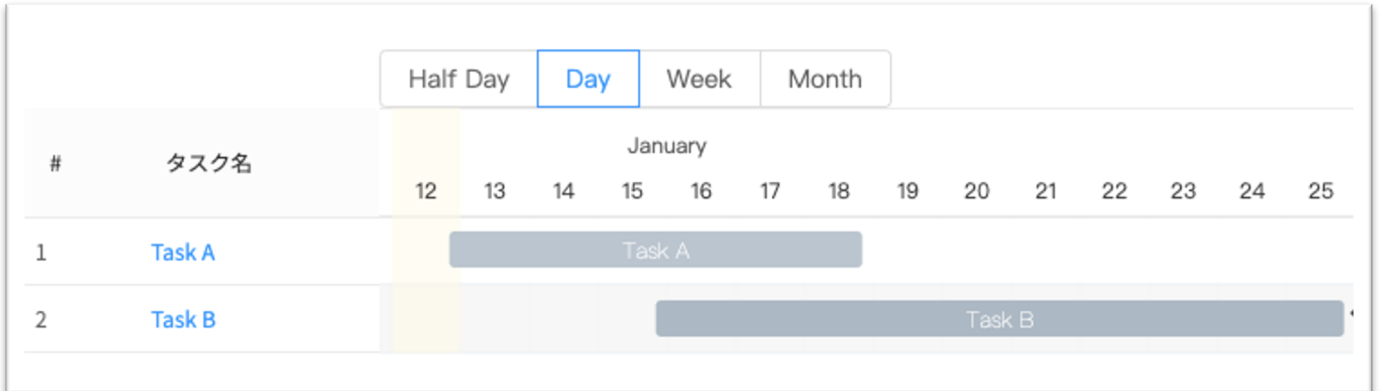 Half Day Day Week Month
# タスク名 January
12 13 14 15 16 17 18 19 20 21 22 23 24 25
1 Task A Task A
2 Task B Task B